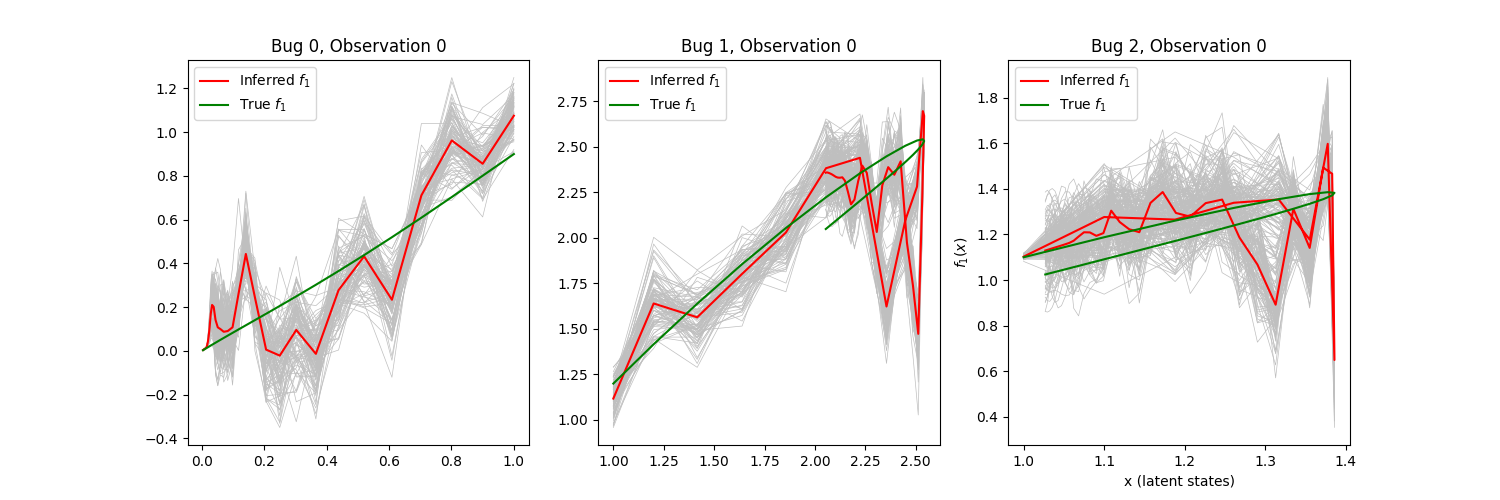 Bug 0, Observation 0
Inferred f₁
True f₁
1.2
1.0
0.8
0.6
0.4
0.2
0.0
−0.2
−0.4
0.0 0.2 0.4 0.6 0.8 1.0
Bug 1, Observation 0
Inferred f₁
True f₁
2.75
2.50
2.25
2.00
1.75
1.50
1.25
1.00
1.00 1.25 1.50 1.75 2.00 2.25 2.50
Bug 2, Observation 0
Inferred f₁
True f₁
f₁(x)
1.8
1.6
1.4
1.2
1.0
0.8
0.6
0.4
1.0 1.1 1.2 1.3 1.4
x (latent states)